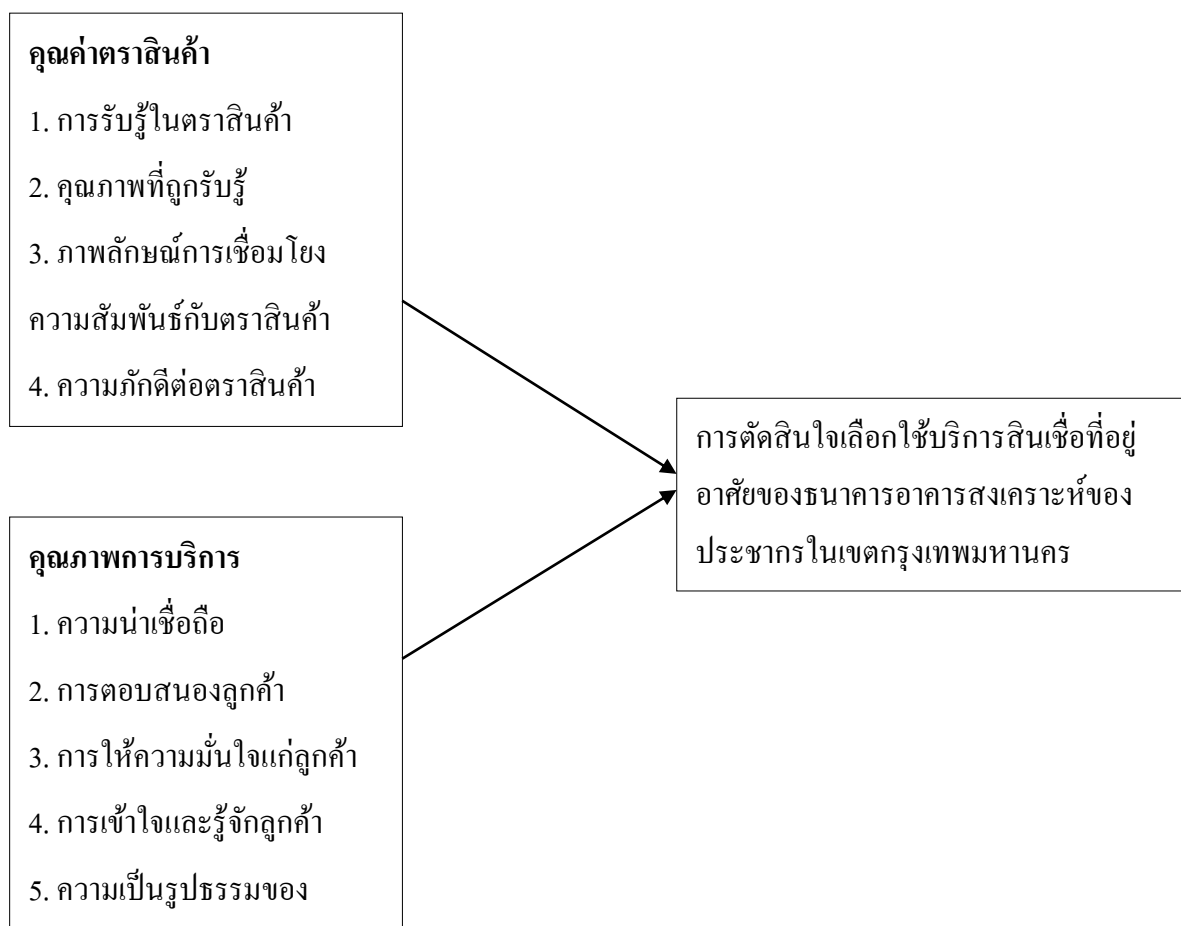 คุณค่าตราสินค้า
1. การรับรู้ในตราสินค้า
2. คุณภาพที่ถูกรับรู้
3. ภาพลักษณ์การเชื่อมโยง
ความสัมพันธ์กับตราสินค้า
4. ความภักดีต่อตราสินค้า
การตัดสินใจเลือกใช้บริการสินเชื่อที่อยู่
อาศัยของธนาคารอาคารสงเคราะห์ของ
ประชากรในเขตกรุงเทพมหานคร
คุณภาพการบริการ
1. ความน่าเชื่อถือ
2. การตอบสนองลูกค้า
3. การให้ความมั่นใจแก่ลูกค้า
4. การเข้าใจและรู้จักลูกค้า
5. ความเป็นรูปธรรมของ